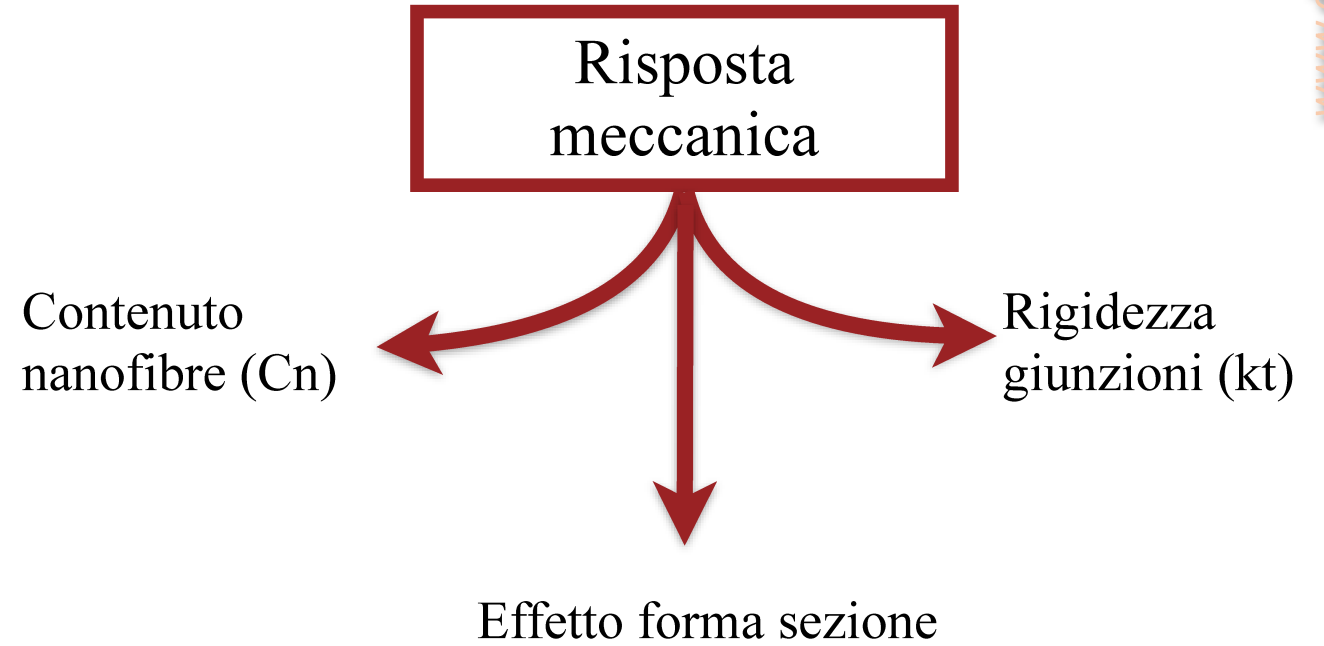 Risposta
meccanica
Contenuto
nanofibre (Cn)
Rigidezza
giunzioni (kt)
Effetto forma sezione